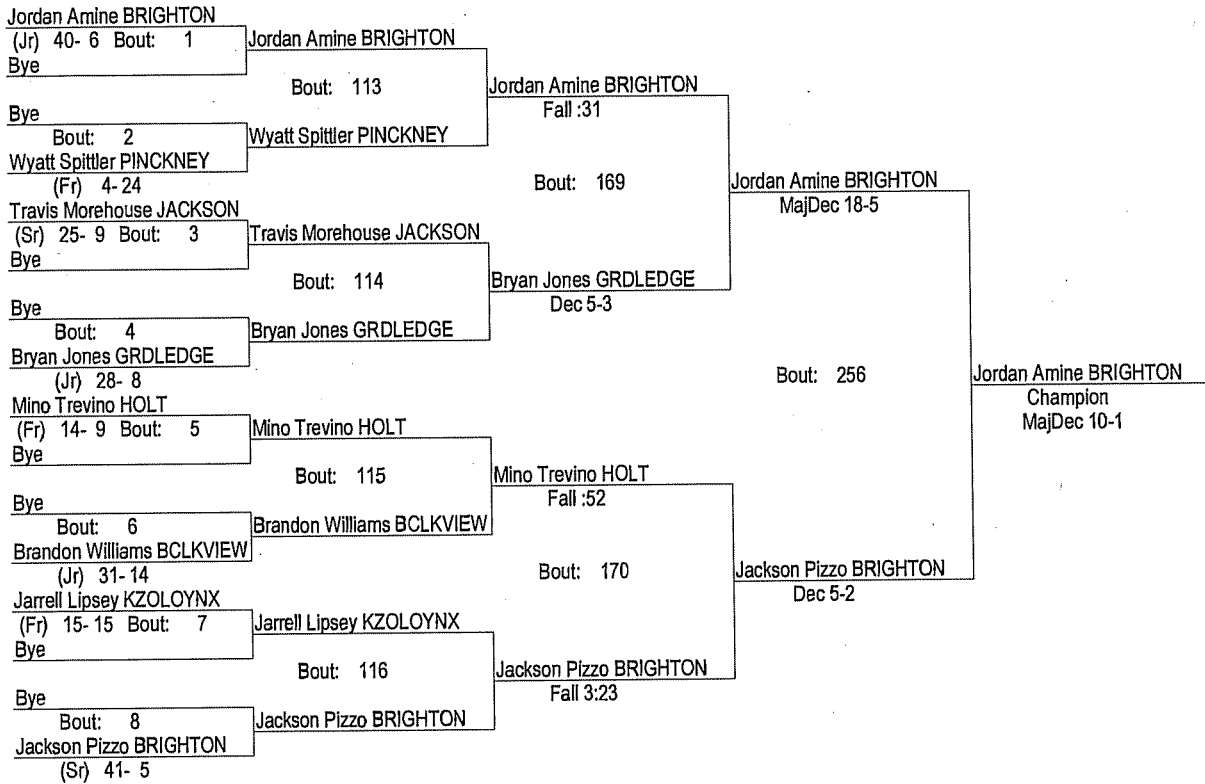 Jordan Amine BRIGHTON
(Jr) 40- 6 Bout: 1
Bye
Jordan Amine BRIGHTON
Bout: 113
Bye
Bout: 2
Wyatt Spittler PINCKNEY
(Fr) 4- 24
Wyatt Spittler PINCKNEY
Jordan Amine BRIGHTON
Fall :31
Bout: 169
Travis Morehouse JACKSON
(Sr) 25- 9 Bout: 3
Bye
Travis Morehouse JACKSON
Bout: 114
Bye
Bout: 4
Bryan Jones GRDLEDGE
(Jr) 28- 8
Bryan Jones GRDLEDGE
Bryan Jones GRDLEDGE
Dec 5-3
Jordan Amine BRIGHTON
MajDec 18-5
Bout: 256
Mino Trevino HOLT
(Fr) 14- 9 Bout: 5
Bye
Mino Trevino HOLT
Bout: 115
Bye
Bout: 6
Brandon Williams BCLKVIEW
(Jr) 31- 14
Brandon Williams BCLKVIEW
Mino Trevino HOLT
Fall :52
Bout: 170
Jarrell Lipsey KZOLOYNX
(Fr) 15- 15 Bout: 7
Bye
Jarrell Lipsey KZOLOYNX
Bout: 116
Bye
Bout: 8
Jackson Pizzo BRIGHTON
(Sr) 41- 5
Jackson Pizzo BRIGHTON
Jackson Pizzo BRIGHTON
Fall 3:23
Jackson Pizzo BRIGHTON
Dec 5-2
Jordan Amine BRIGHTON
Champion
MajDec 10-1